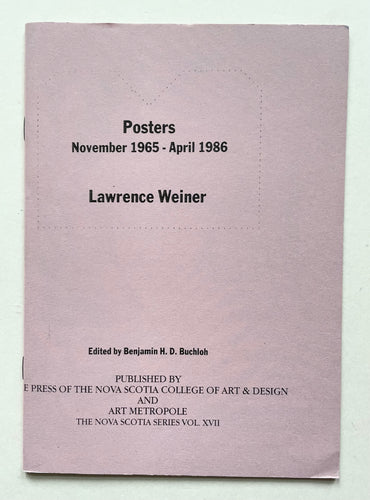 Posters
November 1965 - April 1986
Lawrence Weiner
Edited by Benjamin H. D. Buchloh
PUBLISHED BY
E PRESS OF THE NOVA SCOTIA COLLEGE OF ART & DESIGN
AND
ART METROPOLE
THE NOVA SCOTIA SERIES VOL. XVII